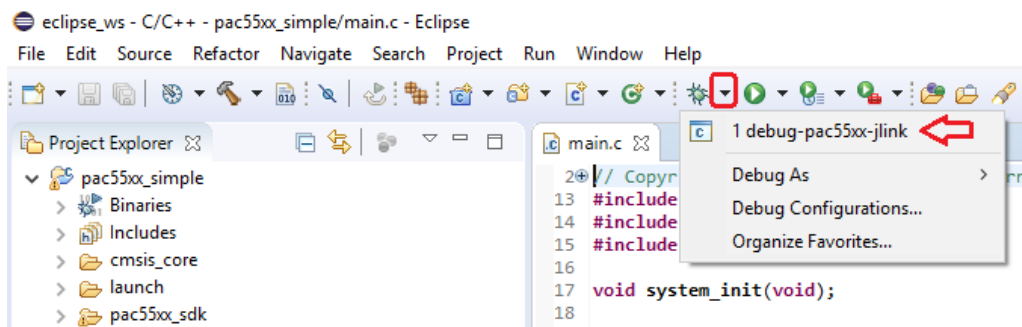 eclipse_ws - C/C++ - pac55xx_simple/main.c - Eclipse
File Edit Source Refactor Navigate Search Project Run Window Help
010
Project Explorer
main.c
1 debug-pac55xx-jlink
Debug As
Debug Configurations...
Organize Favorites...
pac55xx_simple
Binaries
Includes
cmsis_core
launch
pac55xx_sdk
2 // Copyr
13 #include
14 #include
15 #include
16
17 void system_init(void);
18